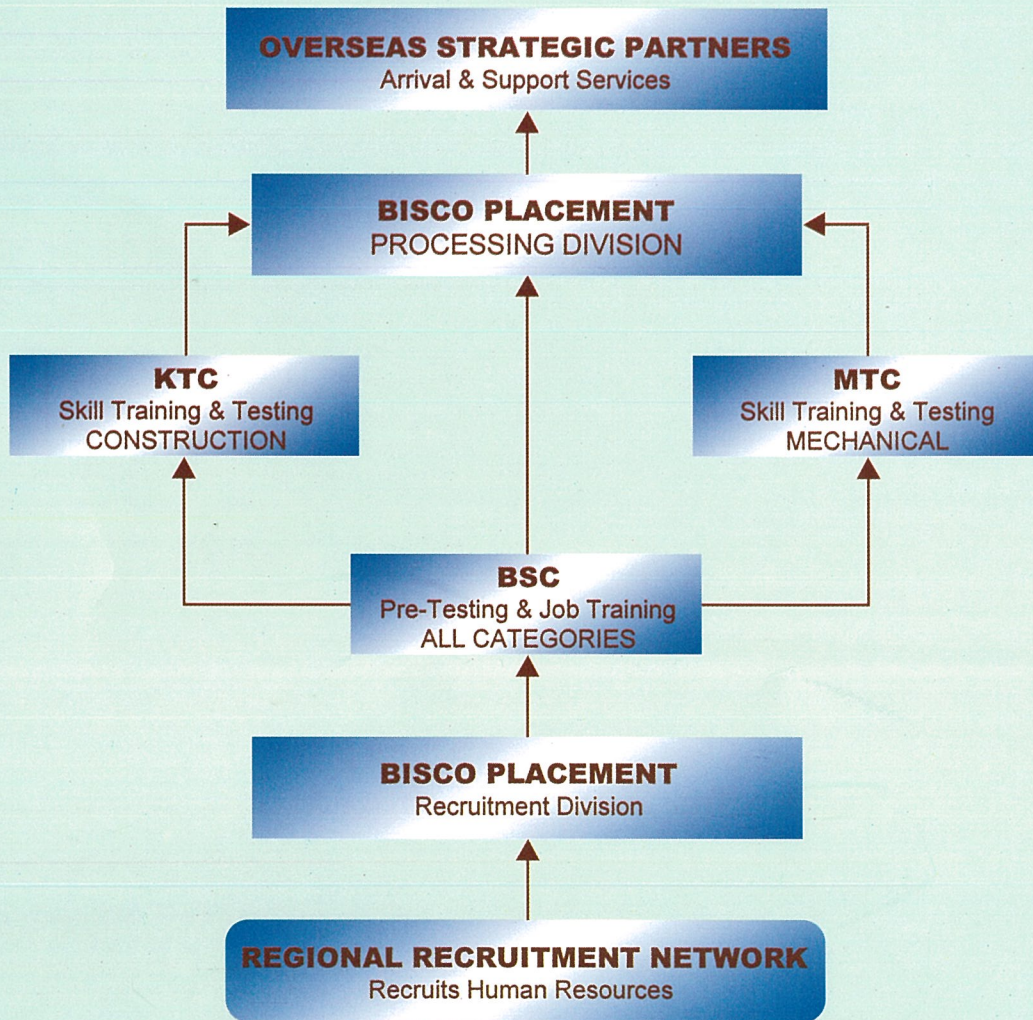 OVERSEAS STRATEGIC PARTNERS
Arrival & Support Services
BISCO PLACEMENT
PROCESSING DIVISION
KTC
Skill Training & Testing
CONSTRUCTION
MTC
Skill Training & Testing
MECHANICAL
BSC
Pre-Testing & Job Training
ALL CATEGORIES
BISCO PLACEMENT
Recruitment Division
REGIONAL RECRUITMENT NETWORK
Recruits Human Resources